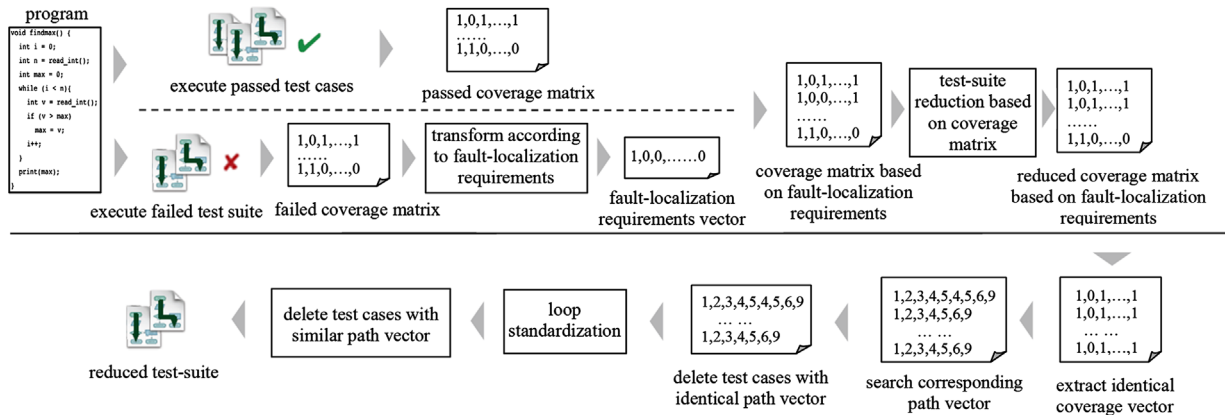 program
void findmax() {
int i = 0;
int n = read_int();
int max = 0;
while (i < n){
int v = read_int();
if (v > max)
max = v;
i++;
}
print(max);
}
execute passed test cases
1,0,1,...,1
......
1,1,0,...,0
passed coverage matrix
execute failed test suite
1,0,1,...,1
......
1,1,0,...,0
failed coverage matrix
transform according
to fault-localization
requirements
1,0,0,......0
fault-localization
requirements vector
1,0,1,...,1
1,0,0,...,1
......
1,1,0,...,0
coverage matrix based
on fault-localization
requirements
test-suite
reduction based
on coverage
matrix
1,0,1,...,1
1,0,1,...,1
......
1,1,0,...,0
reduced coverage matrix
based on fault-localization
requirements
1,0,1,...,1
1,0,1,...,1
... ...
1,0,1,...,1
extract identical
coverage vector
1,2,3,4,5,4,5,6,9
1,2,3,4,5,6,9
... ...
1,2,3,4,5,6,9
search corresponding
path vector
1,2,3,4,5,4,5,6,9
... ...
1,2,3,4,5,6,9
delete test cases with
identical path vector
loop
standardization
delete test cases with
similar path vector
reduced test-suite